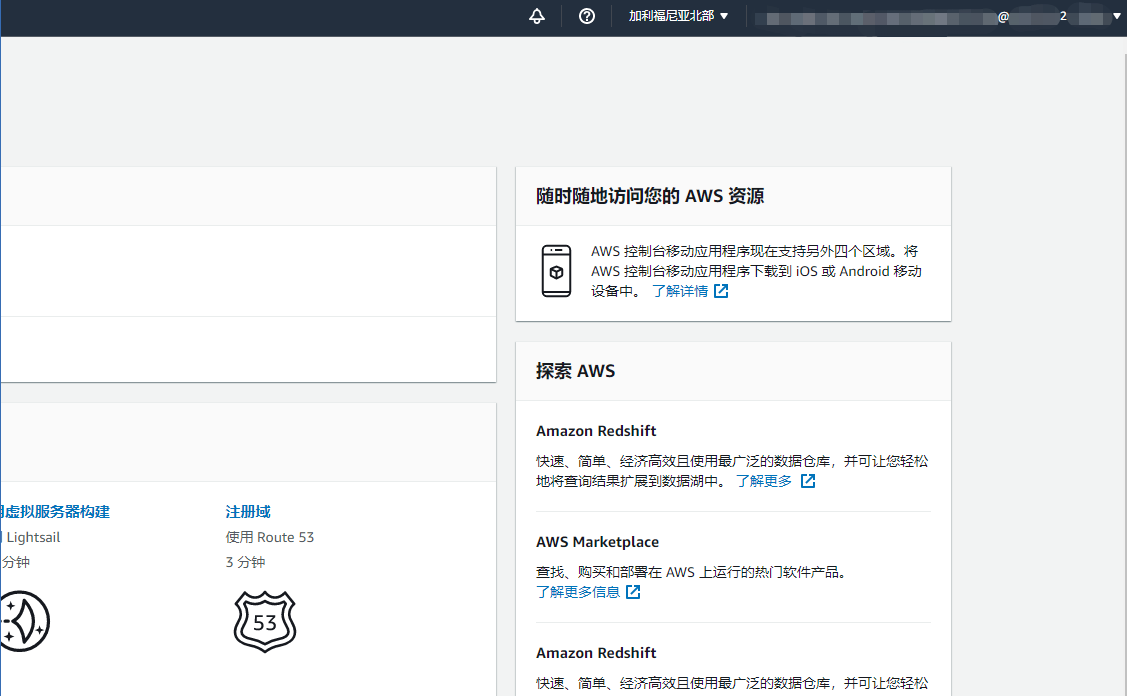 加利福尼亚北部
@
2
随时随地访问您的 AWS 资源
AWS 控制台移动应用程序现在支持另外四个区域。将
AWS 控制台移动应用程序下载到 iOS 或 Android 移动
设备中。 了解详情
探索 AWS
Amazon Redshift
快速、简单、经济高效且使用最广泛的数据仓库，并可让您轻松
地将查询结果扩展到数据湖中。 了解更多
AWS Marketplace
查找、购买和部署在 AWS 上运行的热门软件产品。
了解更多信息
Amazon Redshift
快速、简单、经济高效且使用最广泛的数据仓库，并可让您轻松
虚拟服务器构建
Lightsail
分钟
注册域
使用 Route 53
3 分钟
53